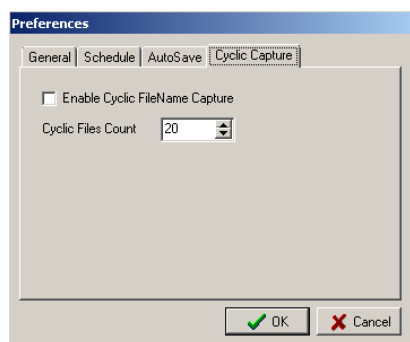 Preferences
General Schedule AutoSave Cyclic Capture
Enable Cyclic FileName Capture
Cyclic Files Count 20
OK Cancel